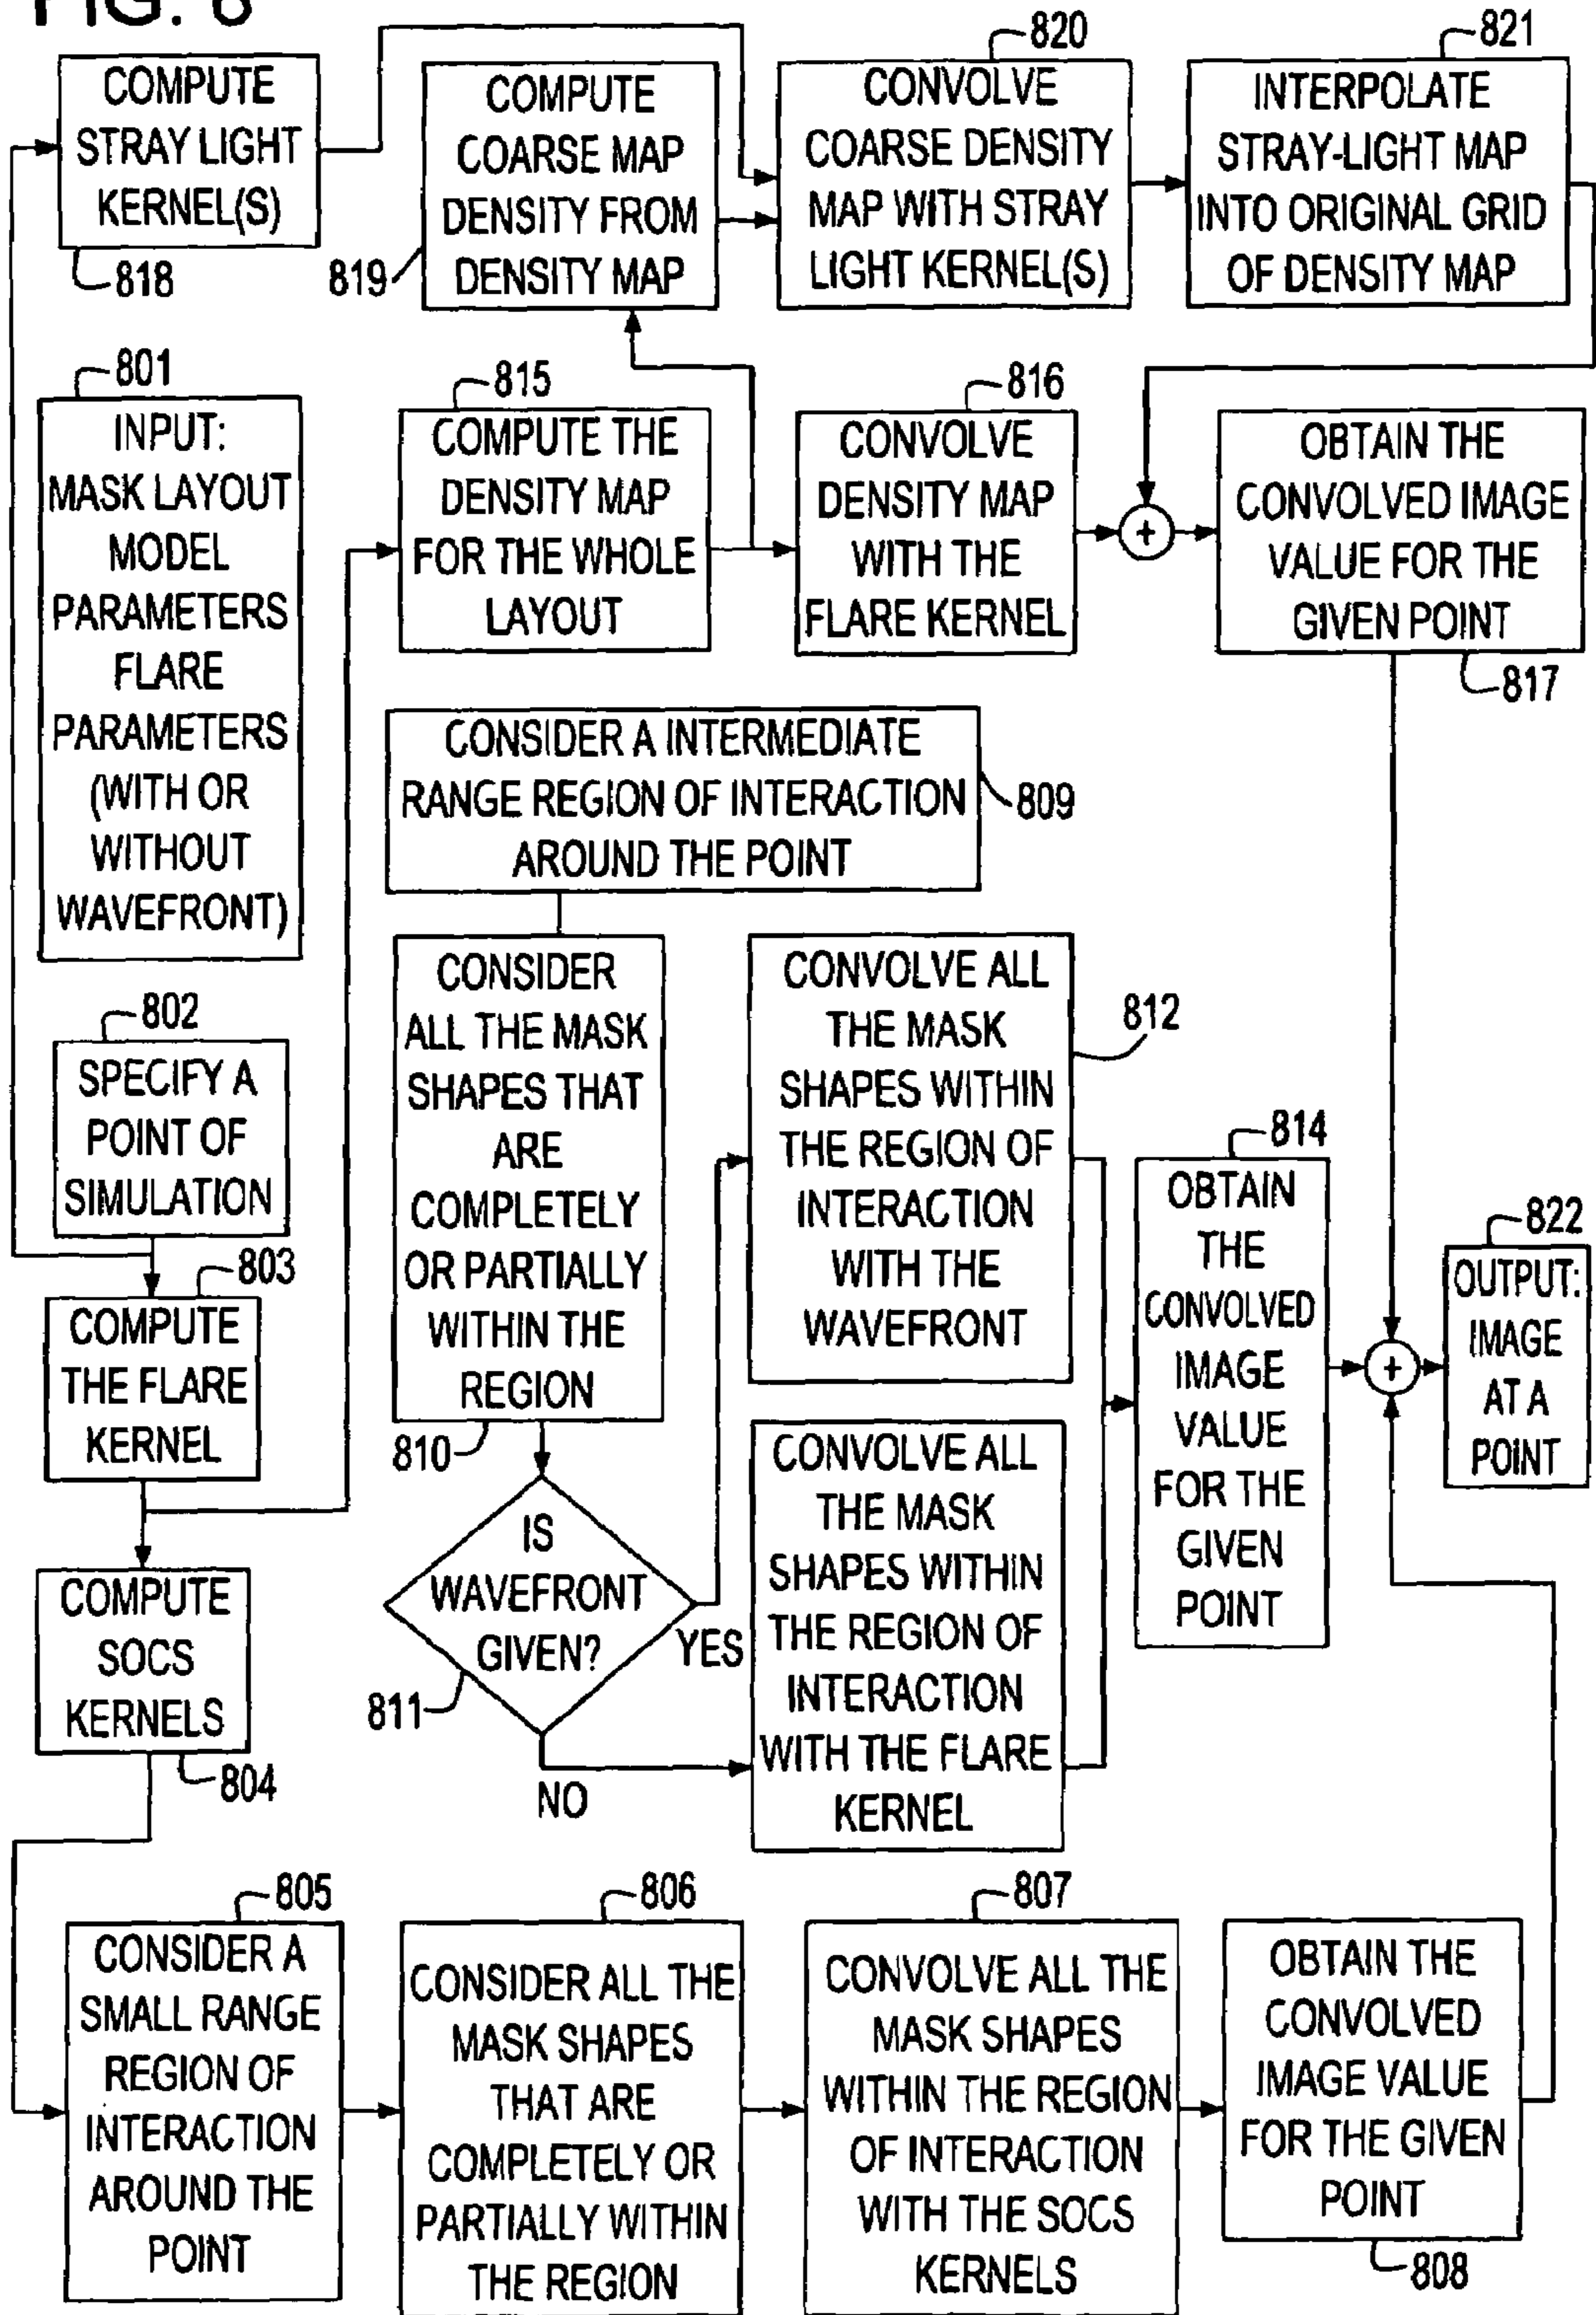 FIG. 8
820
821
COMPUTE
STRAY LIGHT
KERNEL(S)
818
COMPUTE
COARSE MAP
DENSITY FROM
DENSITY MAP
819
CONVOLVE
COARSE DENSITY
MAP WITH STRAY
LIGHT KERNEL(S)
INTERPOLATE
STRAY-LIGHT MAP
INTO ORIGINAL GRID
OF DENSITY MAP
801
INPUT:
MASK LAYOUT
MODEL
PARAMETERS
FLARE
PARAMETERS
(WITH OR
WITHOUT
WAVEFRONT)
815
COMPUTE THE
DENSITY MAP
FOR THE WHOLE
LAYOUT
816
CONVOLVE
DENSITY MAP
WITH THE
FLARE KERNEL
+
OBTAIN THE
CONVOLVED IMAGE
VALUE FOR THE
GIVEN POINT
817
CONSIDER A INTERMEDIATE
RANGE REGION OF INTERACTION
AROUND THE POINT
809
802
SPECIFY A
POINT OF
SIMULATION
803
COMPUTE
THE FLARE
KERNEL
COMPUTE
SOCS
KERNELS
804
CONSIDER
ALL THE MASK
SHAPES THAT
ARE
COMPLETELY
OR PARTIALLY
WITHIN THE
REGION
810
IS
WAVEFRONT
GIVEN?
811
YES
NO
CONVOLVE ALL
THE MASK
SHAPES WITHIN
THE REGION OF
INTERACTION
WITH THE
WAVEFRONT
812
CONVOLVE ALL
THE MASK
SHAPES WITHIN
THE REGION OF
INTERACTION
WITH THE FLARE
KERNEL
814
OBTAIN
THE
CONVOLVED
IMAGE
VALUE
FOR THE
GIVEN
POINT
+
822
OUTPUT:
IMAGE
AT A
POINT
805
CONSIDER A
SMALL RANGE
REGION OF
INTERACTION
AROUND THE
POINT
806
CONSIDER ALL THE
MASK SHAPES
THAT ARE
COMPLETELY OR
PARTIALLY WITHIN
THE REGION
807
CONVOLVE ALL THE
MASK SHAPES
WITHIN THE REGION
OF INTERACTION
WITH THE SOCS
KERNELS
OBTAIN THE
CONVOLVED
IMAGE VALUE
FOR THE GIVEN
POINT
808